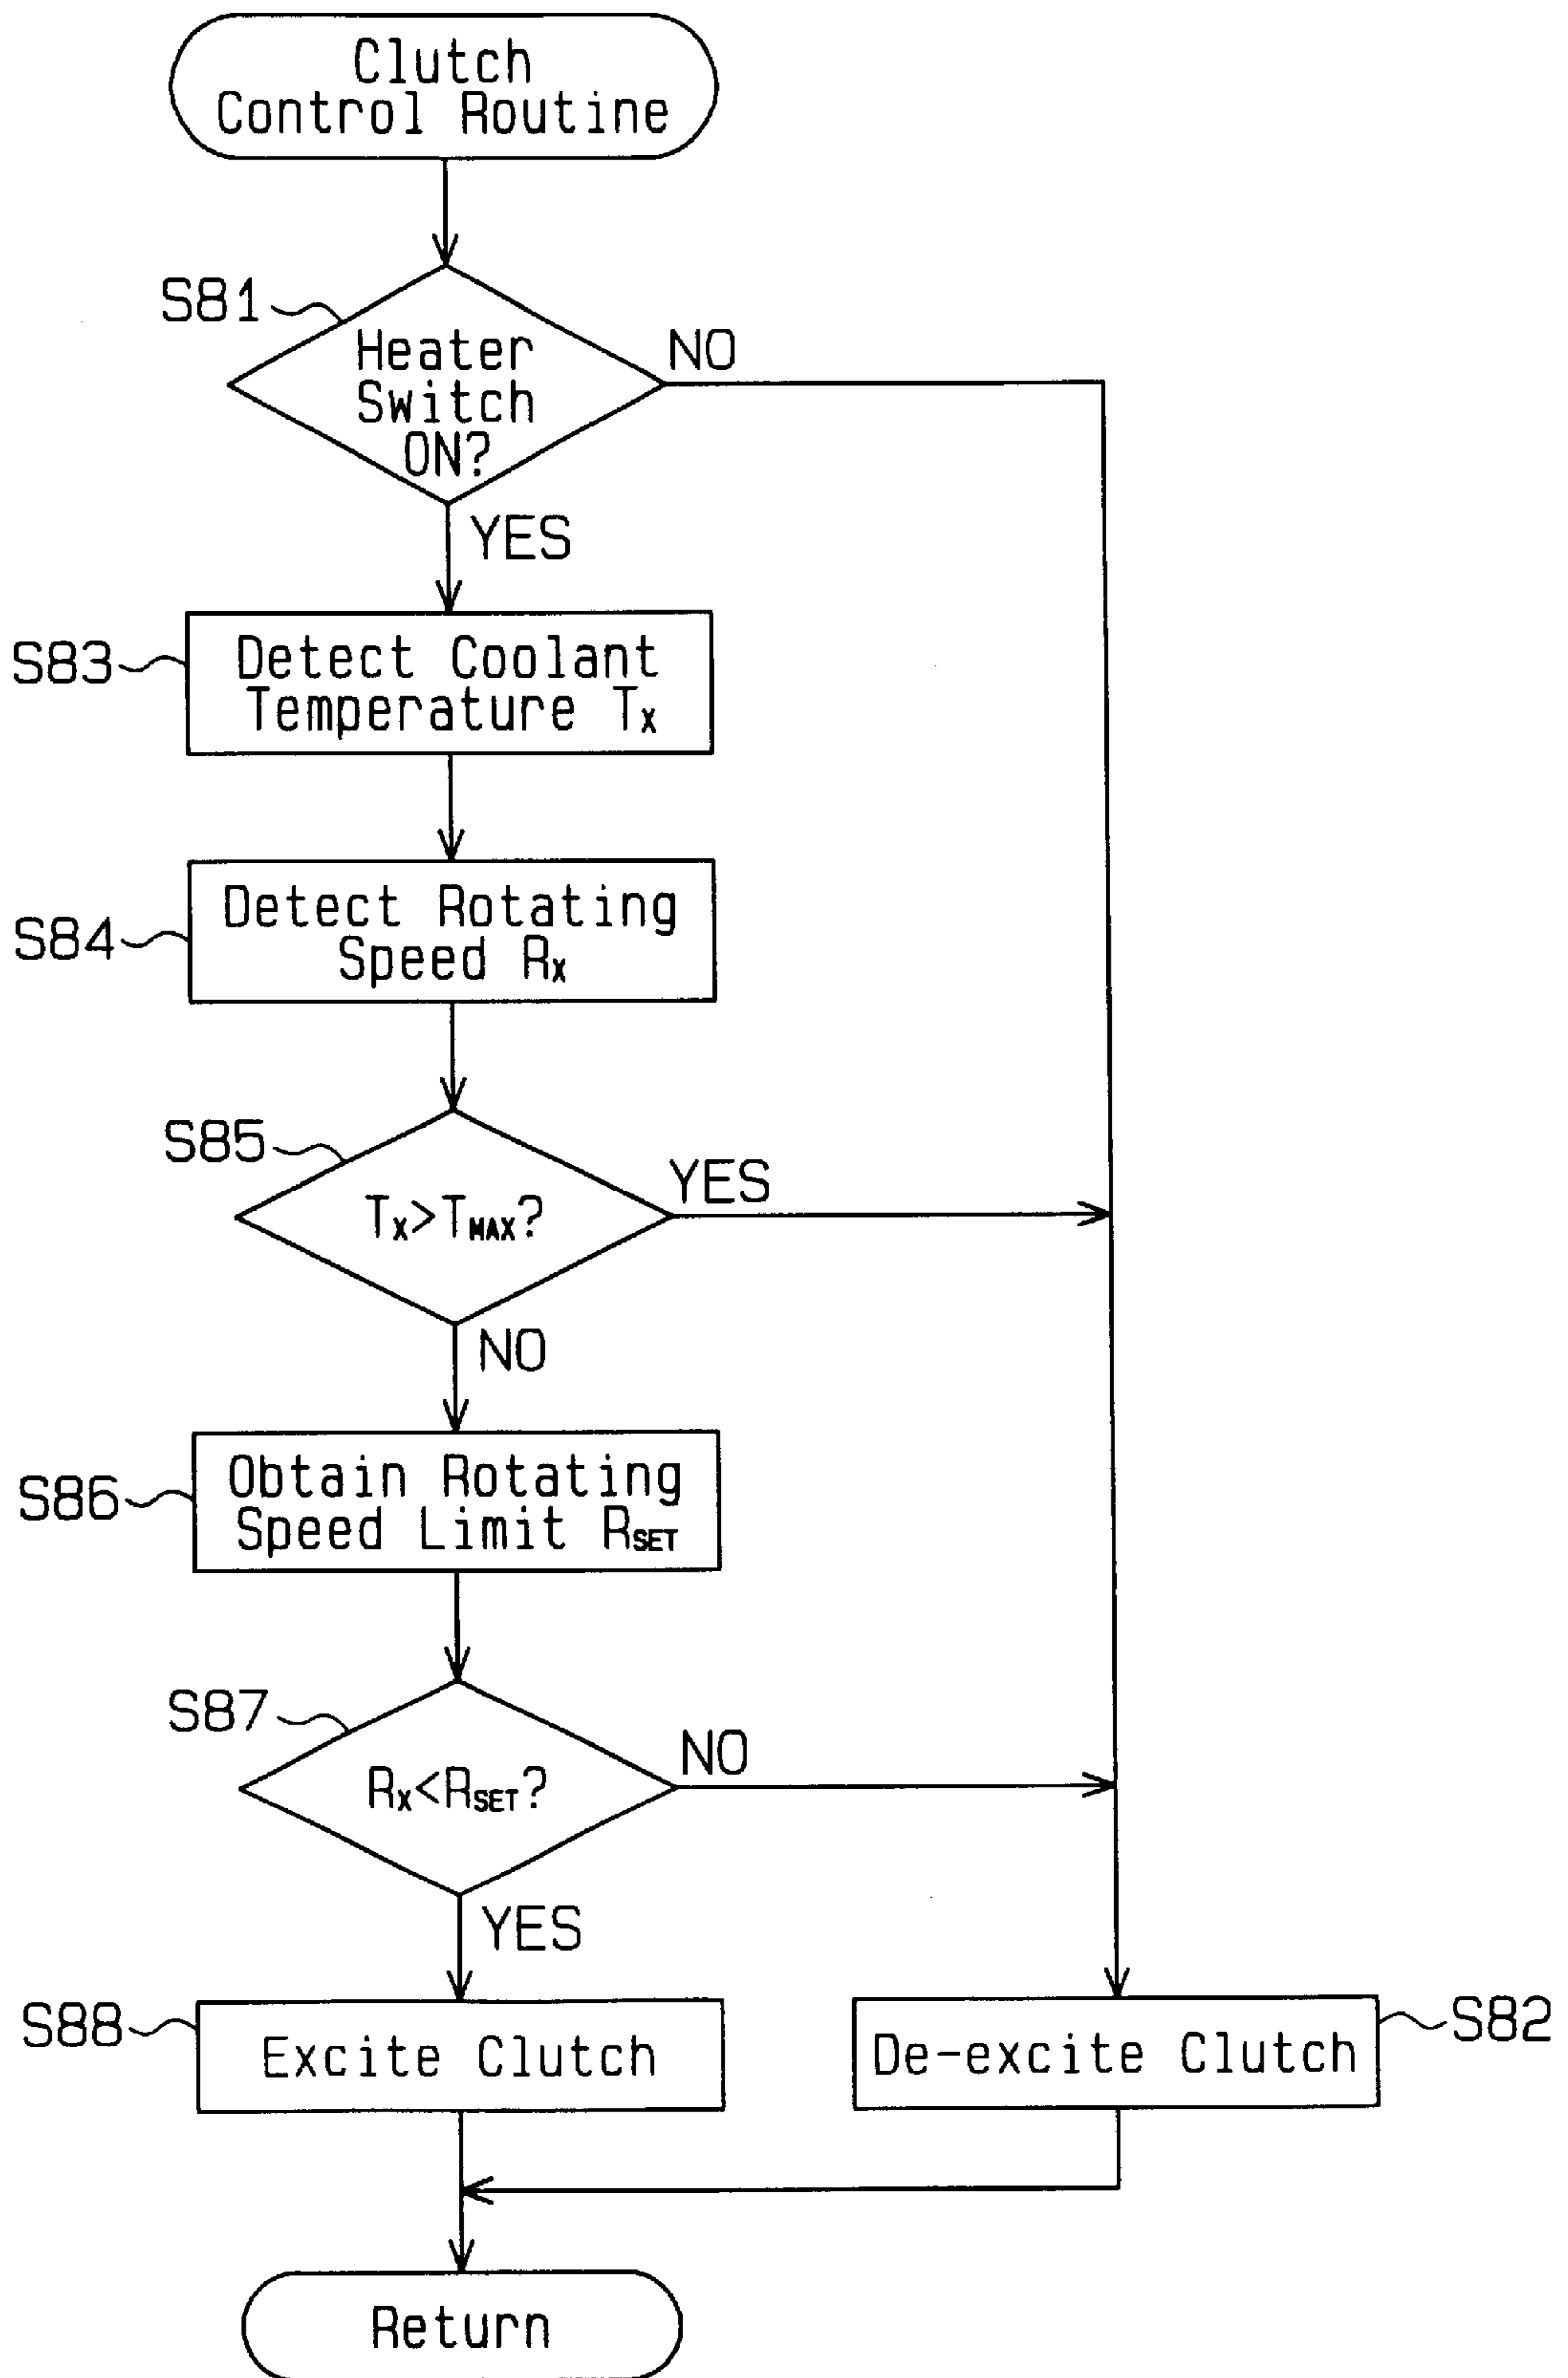 Clutch
Control Routine
S81
Heater
Switch
ON?
NO
YES
S83
Detect Coolant
Temperature Tx
S84
Detect Rotating
Speed Rx
S85
Tx>TMAX?
YES
NO
S86
Obtain Rotating
Speed Limit RSET
S87
Rx<RSET?
NO
YES
S88
Excite Clutch
De-excite Clutch
S82
Return